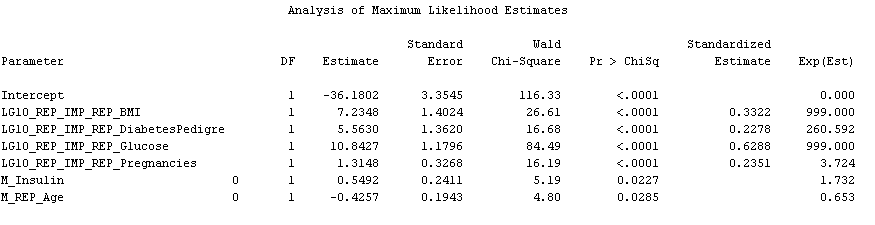 Analysis of Maximum Likelihood Estimates
Standard Wald Standardized
Parameter DF Estimate Error Chi-Square Pr > ChiSq Estimate Exp(Est)
Intercept 1 -36.1802 3.3545 116.33 <.0001 0.000
LG10_REP_IMP_REP_BMI 1 7.2348 1.4024 26.61 <.0001 0.3322 999.000
LG10_REP_IMP_REP_DiabetesPedigre 1 5.5630 1.3620 16.68 <.0001 0.2278 260.592
LG10_REP_IMP_REP_Glucose 1 10.8427 1.1796 84.49 <.0001 0.6288 999.000
LG10_REP_IMP_REP_Pregnancies 1 1.3148 0.3268 16.19 <.0001 0.2351 3.724
M_Insulin 0 1 0.5492 0.2411 5.19 0.0227 1.732
M_REP_Age 0 1 -0.4257 0.1943 4.80 0.0285 0.653